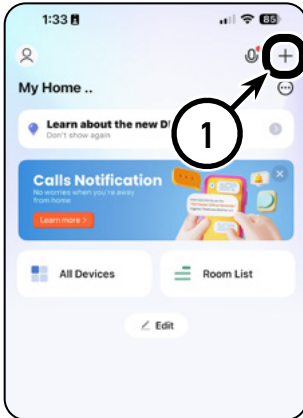 1:33 85
My Home ..
Learn about the new D
Don't show again
1
Calls Notification
No worries when you're away
from home
Learn more >
All Devices
Room List
Edit